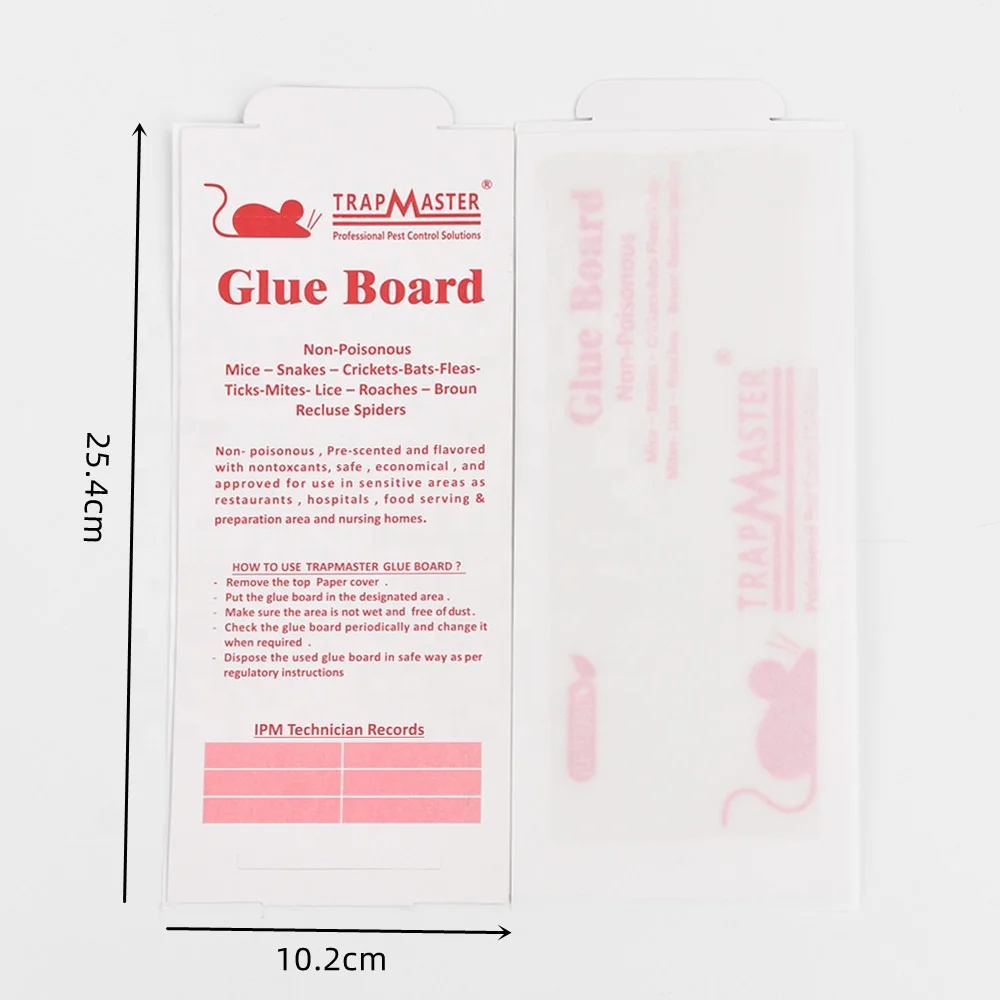 TRAPMASTER®
Professional Pest Control Solutions
Glue Board
Non-Poisonous
Mice – Snakes – Crickets-Bats-Fleas-
Ticks-Mites- Lice – Roaches – Broun
Recluse Spiders
Non- poisonous , Pre-scented and flavored
with nontoxcants, safe , economical , and
approved for use in sensitive areas as
restaurants , hospitals , food serving &
preparation area and nursing homes.
HOW TO USE TRAPMASTER GLUE BOARD ?
- Remove the top Paper cover .
- Put the glue board in the designated area .
- Make sure the area is not wet and free of dust .
- Check the glue board periodically and change it
when required .
- Dispose the used glue board in safe way as per
regulatory instructions
IPM Technician Records
25.4cm
10.2cm
Glue Board
Non-Poisonous
TRAPMASTER®